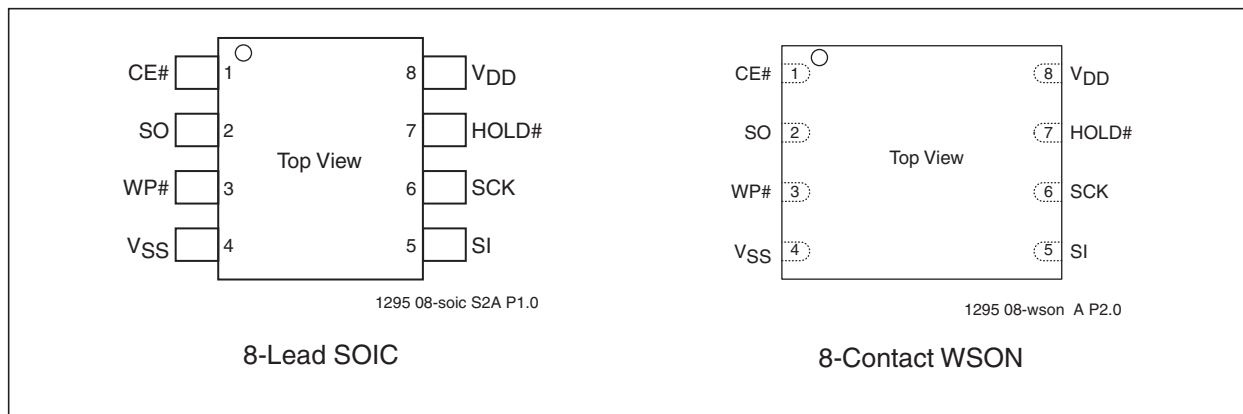 CE# 1 8 VDD
SO 2 7 HOLD#
Top View
WP# 3 6 SCK
VSS 4 5 SI
1295 08-soic S2A P1.0
8-Lead SOIC
CE# 1 8 VDD
SO 2 7 HOLD#
Top View
WP# 3 6 SCK
VSS 4 5 SI
1295 08-wson A P2.0
8-Contact WSON